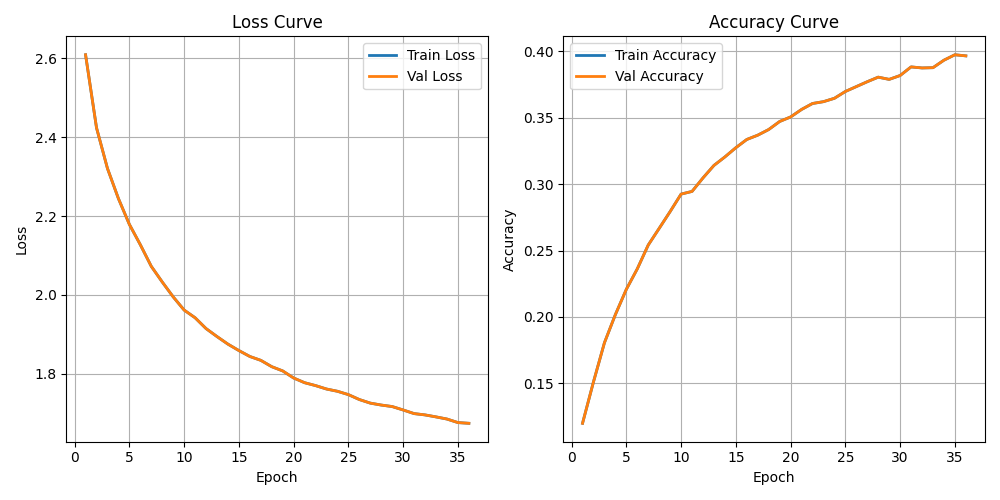 Loss Curve
Train Loss
Val Loss
2.6
2.4
2.2
2.0
1.8
0
5
10
15
20
25
30
35
Epoch
Loss
Accuracy Curve
Train Accuracy
Val Accuracy
0.40
0.35
0.30
0.25
0.20
0.15
0
5
10
15
20
25
30
35
Epoch
Accuracy